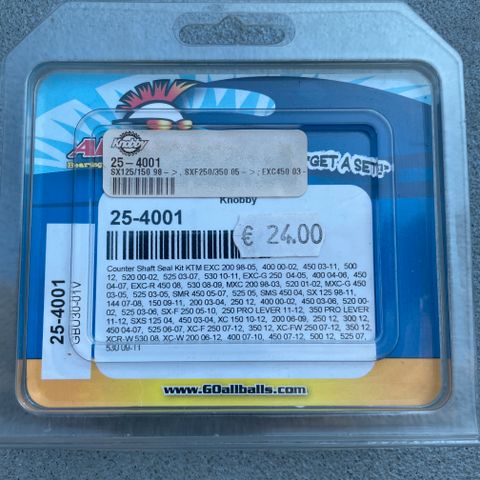 Knobby
25-4001
SX125/150 98->, SXF250/350 05 ->; EXC450 03-
GET A SET!
Knobby
25-4001
€ 24.00
Counter Shaft Seal Kit KTM EXC 200 98-05, 400 00-02, 450 03-11, 500
12, 520 00-02, 525 03-07, 530 10-11, EXC-G 250 04-05, 400 04-06, 450
04-07, EXC-R 450 08, 530 08-09, MXC 200 98-03, 520 01-02, MXC-G 450
03-05, 525 03-05, SMR 450 05-07, 525 05, SMS 450 04, SX 125 98-11,
144 07-08, 150 09-11, 200 03-04, 250 12, 400 00-02, 450 03-06, 520 00-
02, 525 03-06, SX-F 250 05-10, 250 PRO LEVER 11-12, 350 PRO LEVER
11-12, SXS 125 04, 450 03-04, XC 150 10-12, 200 06-09, 250 12, 300 12,
450 04-07, 525 06-07, XC-F 250 07-12, 350 12, XC-FW 250 07-12, 350 12,
XCR-W 530 08, XC-W 200 06-12, 400 07-10, 450 07-12, 500 12, 525 07,
530 09-11
25-4001
GBU30-01V
www.GOallballs.com